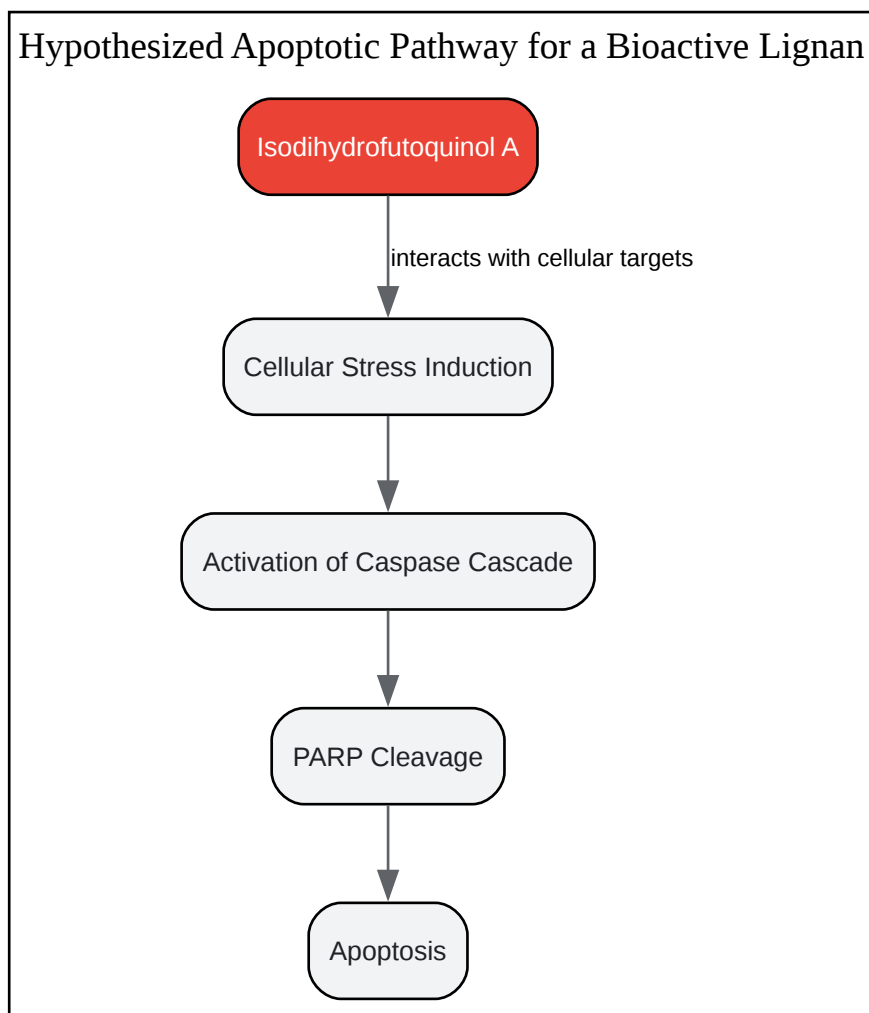 Hypothesized Apoptotic Pathway for a Bioactive Lignan
Isodihydrofutoquinol A
interacts with cellular targets
Cellular Stress Induction
Activation of Caspase Cascade
PARP Cleavage
Apoptosis